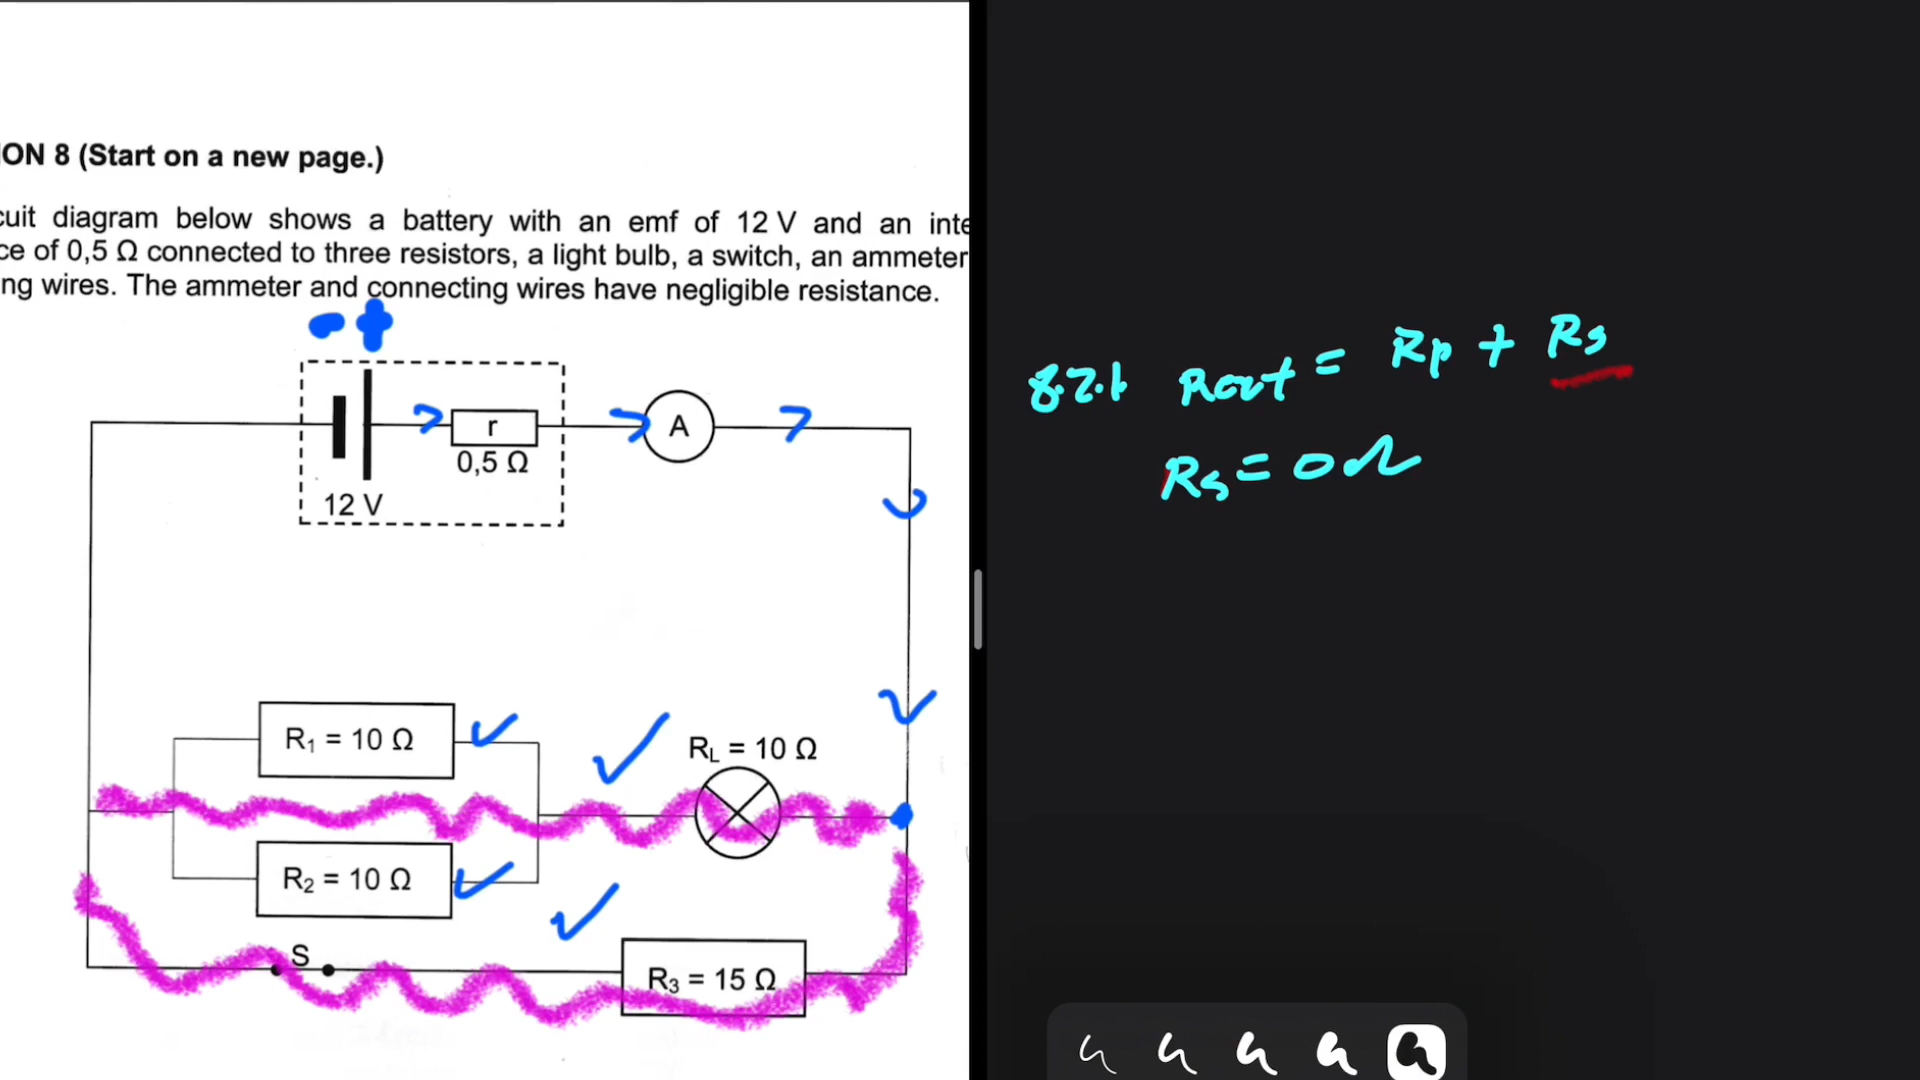 ION 8 (Start on a new page.)
cuit diagram below shows a battery with an emf of 12 V and an inte
ce of 0,5 Ω connected to three resistors, a light bulb, a switch, an ammeter
ng wires. The ammeter and connecting wires have negligible resistance.
- +
r
0,5 Ω
A
12 V
R₁ = 10 Ω
R_L = 10 Ω
R₂ = 10 Ω
S
R₃ = 15 Ω
8.2.1 Rext = Rp + Rs
Rs = 0Ω